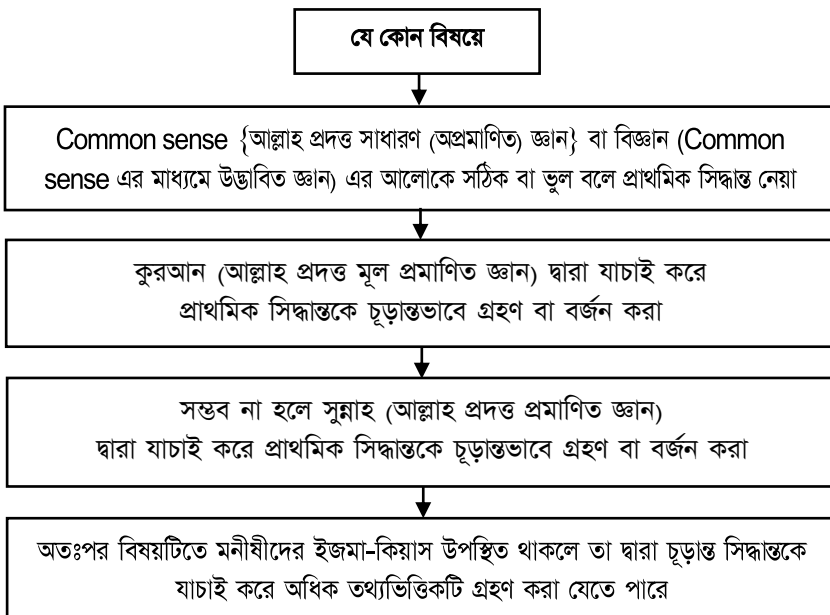 যে কোন বিষয়ে
Common sense {আল্লাহ প্রদত্ত সাধারণ (অপ্রমাণিত) জ্ঞান} বা বিজ্ঞান (Common
sense এর মাধ্যমে উদ্ভাবিত জ্ঞান) এর আলোকে সঠিক বা ভুল বলে প্রাথমিক সিদ্ধান্ত নেয়া
কুরআন (আল্লাহ প্রদত্ত মূল প্রমাণিত জ্ঞান) দ্বারা যাচাই করে
প্রাথমিক সিদ্ধান্তকে চূড়ান্তভাবে গ্রহণ বা বর্জন করা
সম্ভব না হলে সুন্নাহ (আল্লাহ প্রদত্ত প্রমাণিত জ্ঞান)
দ্বারা যাচাই করে প্রাথমিক সিদ্ধান্তকে চূড়ান্তভাবে গ্রহণ বা বর্জন করা
অতঃপর বিষয়টিতে মনীষীদের ইজমা-কিয়াস উপস্থিত থাকলে তা দ্বারা চূড়ান্ত সিদ্ধান্তকে
যাচাই করে অধিক তথ্যভিত্তিকটি গ্রহণ করা যেতে পারে